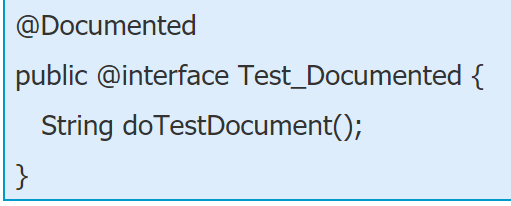 @Documented
public @interface Test_Documented {
String doTestDocument();
}